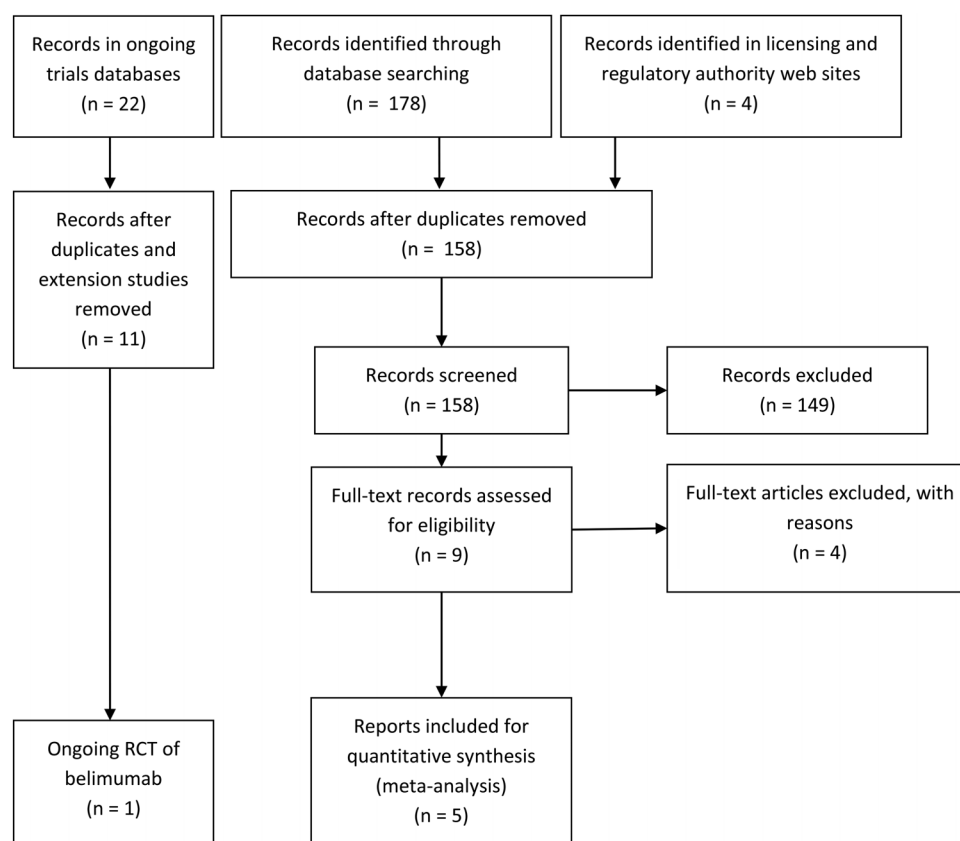 Records in ongoing
trials databases
(n = 22)
Records identified through
database searching
(n = 178)
Records identified in licensing and
regulatory authority web sites
(n = 4)
Records after
duplicates and
extension studies
removed
(n = 11)
Records after duplicates removed
(n = 158)
Records screened
(n = 158)
Records excluded
(n = 149)
Full-text records assessed
for eligibility
(n = 9)
Full-text articles excluded, with
reasons
(n = 4)
Ongoing RCT of
belimumab
(n = 1)
Reports included for
quantitative synthesis
(meta-analysis)
(n = 5)